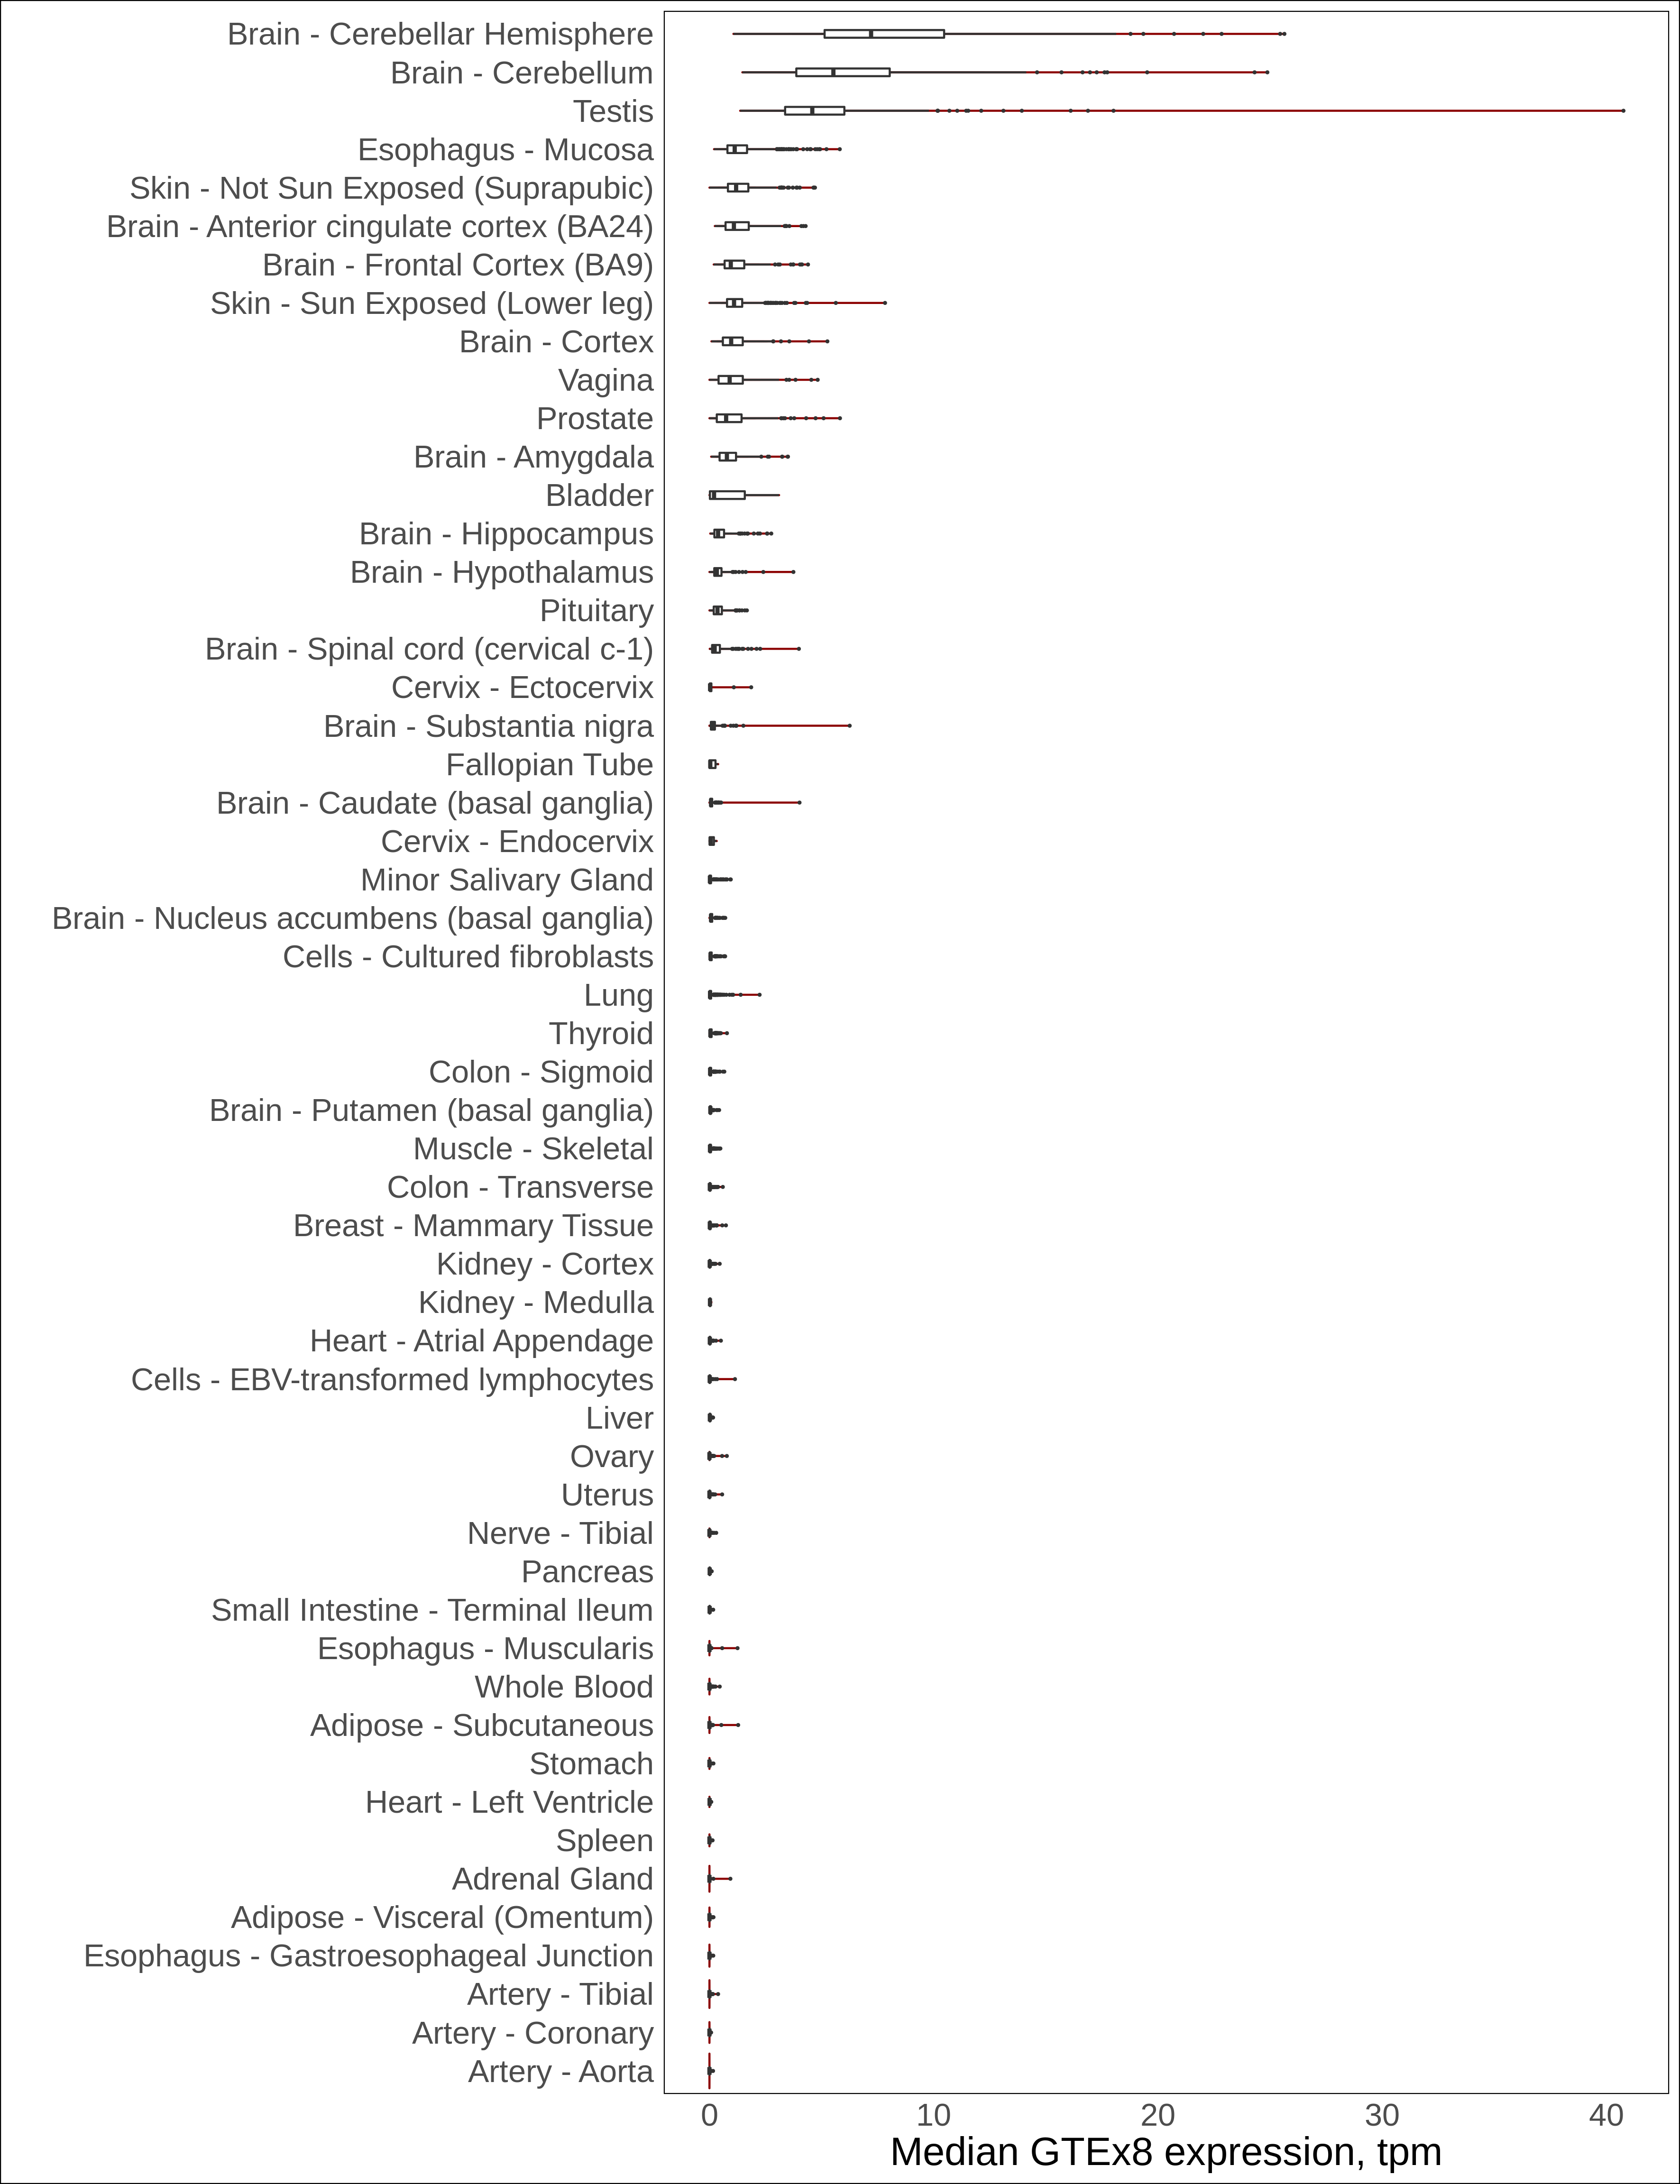 Brain - Cerebellar Hemisphere
Brain - Cerebellum
Testis
Esophagus - Mucosa
Skin - Not Sun Exposed (Suprapubic)
Brain - Anterior cingulate cortex (BA24)
Brain - Frontal Cortex (BA9)
Skin - Sun Exposed (Lower leg)
Brain - Cortex
Vagina
Prostate
Brain - Amygdala
Bladder
Brain - Hippocampus
Brain - Hypothalamus
Pituitary
Brain - Spinal cord (cervical c-1)
Cervix - Ectocervix
Brain - Substantia nigra
Fallopian Tube
Brain - Caudate (basal ganglia)
Cervix - Endocervix
Minor Salivary Gland
Brain - Nucleus accumbens (basal ganglia)
Cells - Cultured fibroblasts
Lung
Thyroid
Colon - Sigmoid
Brain - Putamen (basal ganglia)
Muscle - Skeletal
Colon - Transverse
Breast - Mammary Tissue
Kidney - Cortex
Kidney - Medulla
Heart - Atrial Appendage
Cells - EBV-transformed lymphocytes
Liver
Ovary
Uterus
Nerve - Tibial
Pancreas
Small Intestine - Terminal Ileum
Esophagus - Muscularis
Whole Blood
Adipose - Subcutaneous
Stomach
Heart - Left Ventricle
Spleen
Adrenal Gland
Adipose - Visceral (Omentum)
Esophagus - Gastroesophageal Junction
Artery - Tibial
Artery - Coronary
Artery - Aorta
0 10 20 30 40
Median GTEx8 expression, tpm